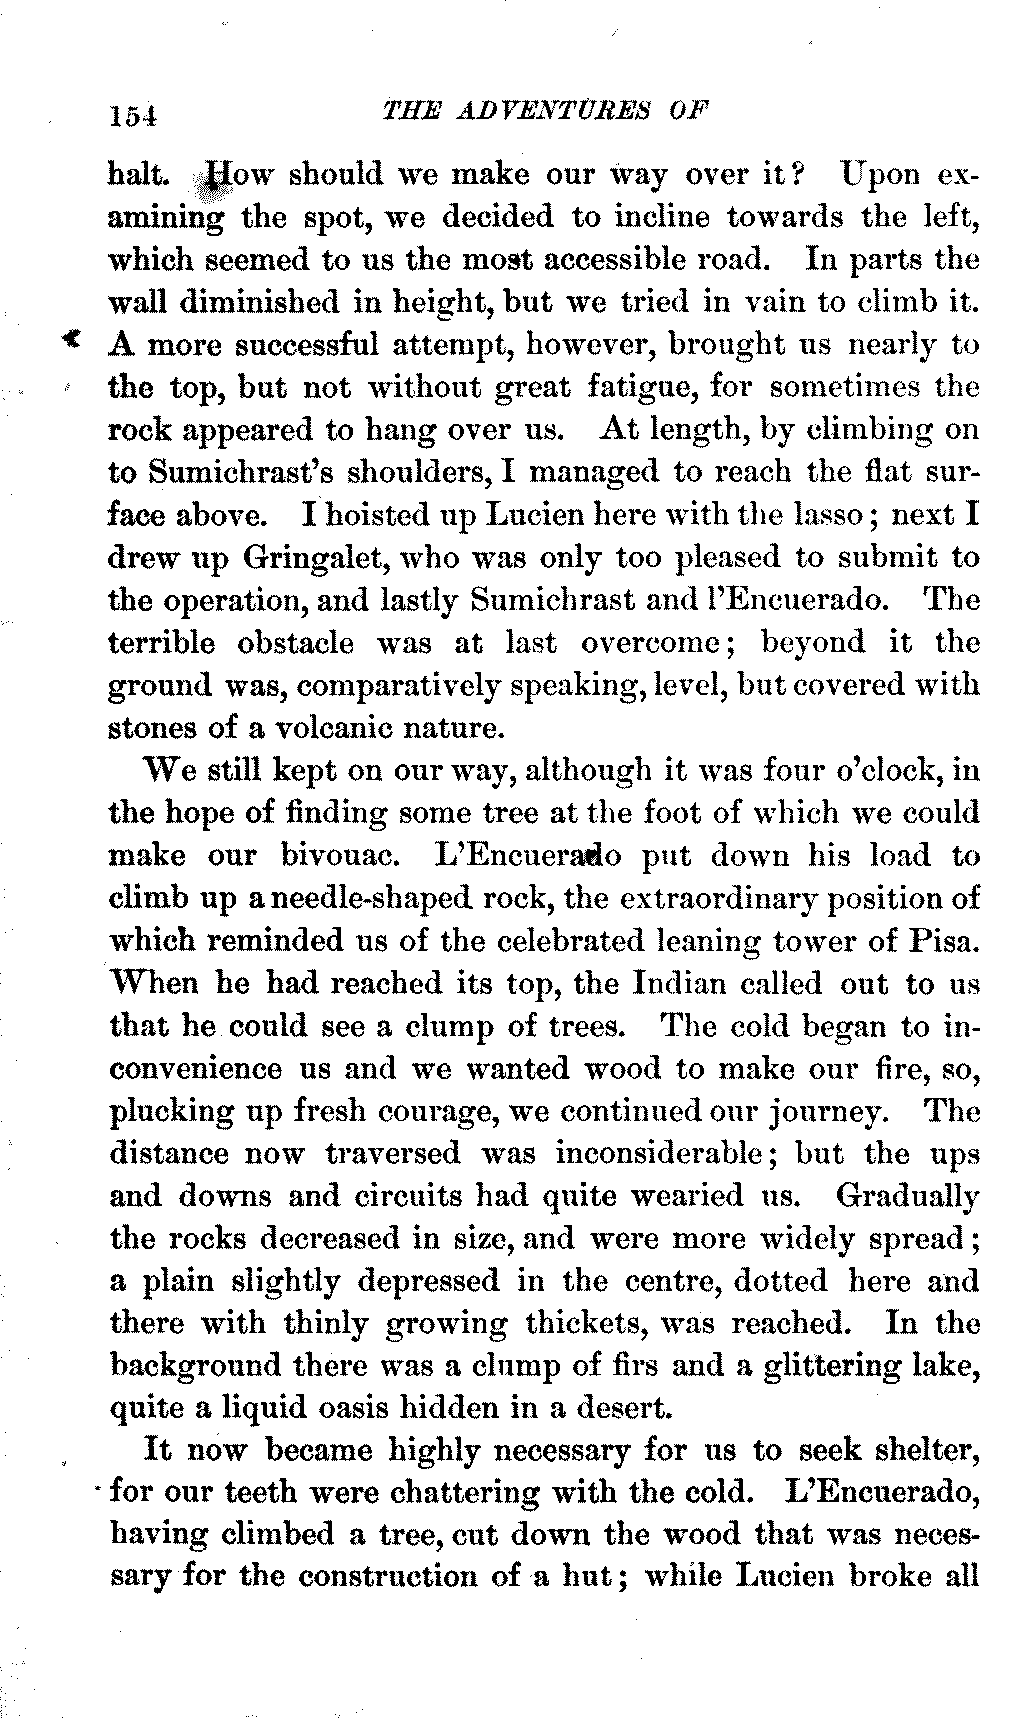 154 THE ADVENTURES OF
halt. How should we make our way over it? Upon ex-
amining the spot, we decided to incline towards the left,
which seemed to us the most accessible road. In parts the
wall diminished in height, but we tried in vain to climb it.
A more successful attempt, however, brought us nearly to
the top, but not without great fatigue, for sometimes the
rock appeared to hang over us. At length, by climbing on
to Sumichrast's shoulders, I managed to reach the flat sur-
face above. I hoisted up Lucien here with the lasso; next I
drew up Gringalet, who was only too pleased to submit to
the operation, and lastly Sumichrast and l'Encuerado. The
terrible obstacle was at last overcome; beyond it the
ground was, comparatively speaking, level, but covered with
stones of a volcanic nature.
We still kept on our way, although it was four o'clock, in
the hope of finding some tree at the foot of which we could
make our bivouac. L'Encuerado put down his load to
climb up a needle-shaped rock, the extraordinary position of
which reminded us of the celebrated leaning tower of Pisa.
When he had reached its top, the Indian called out to us
that he could see a clump of trees. The cold began to in-
convenience us and we wanted wood to make our fire, so,
plucking up fresh courage, we continued our journey. The
distance now traversed was inconsiderable; but the ups
and downs and circuits had quite wearied us. Gradually
the rocks decreased in size, and were more widely spread;
a plain slightly depressed in the centre, dotted here and
there with thinly growing thickets, was reached. In the
background there was a clump of firs and a glittering lake,
quite a liquid oasis hidden in a desert.
It now became highly necessary for us to seek shelter,
for our teeth were chattering with the cold. L'Encuerado,
having climbed a tree, cut down the wood that was neces-
sary for the construction of a hut; while Lucien broke all